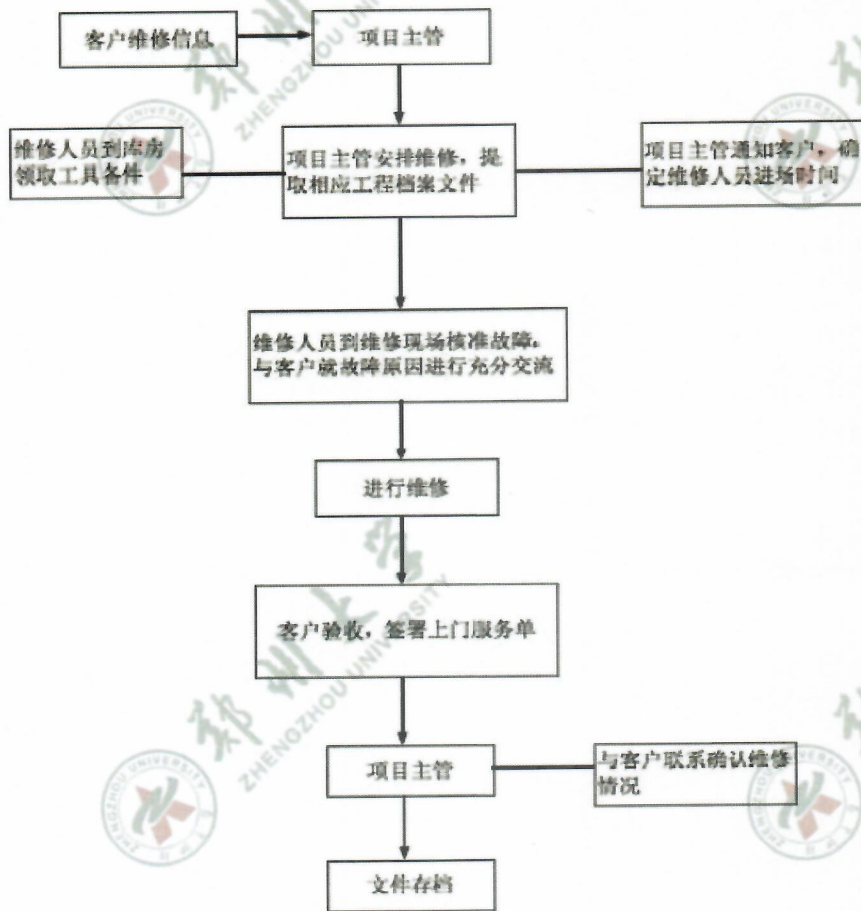 客户维修信息
项目主管
维修人员到库房
领取工具备件
项目主管安排维修，提
取相应工程档案文件
项目主管通知客户，确
定维修人员进场时间
维修人员到维修现场核准故障，
与客户就故障原因进行充分交流
进行维修
客户验收，签署上门服务单
项目主管
与客户联系确认维修
情况
文件存档
郑州大学
ZHENGZHOU UNIVERSITY